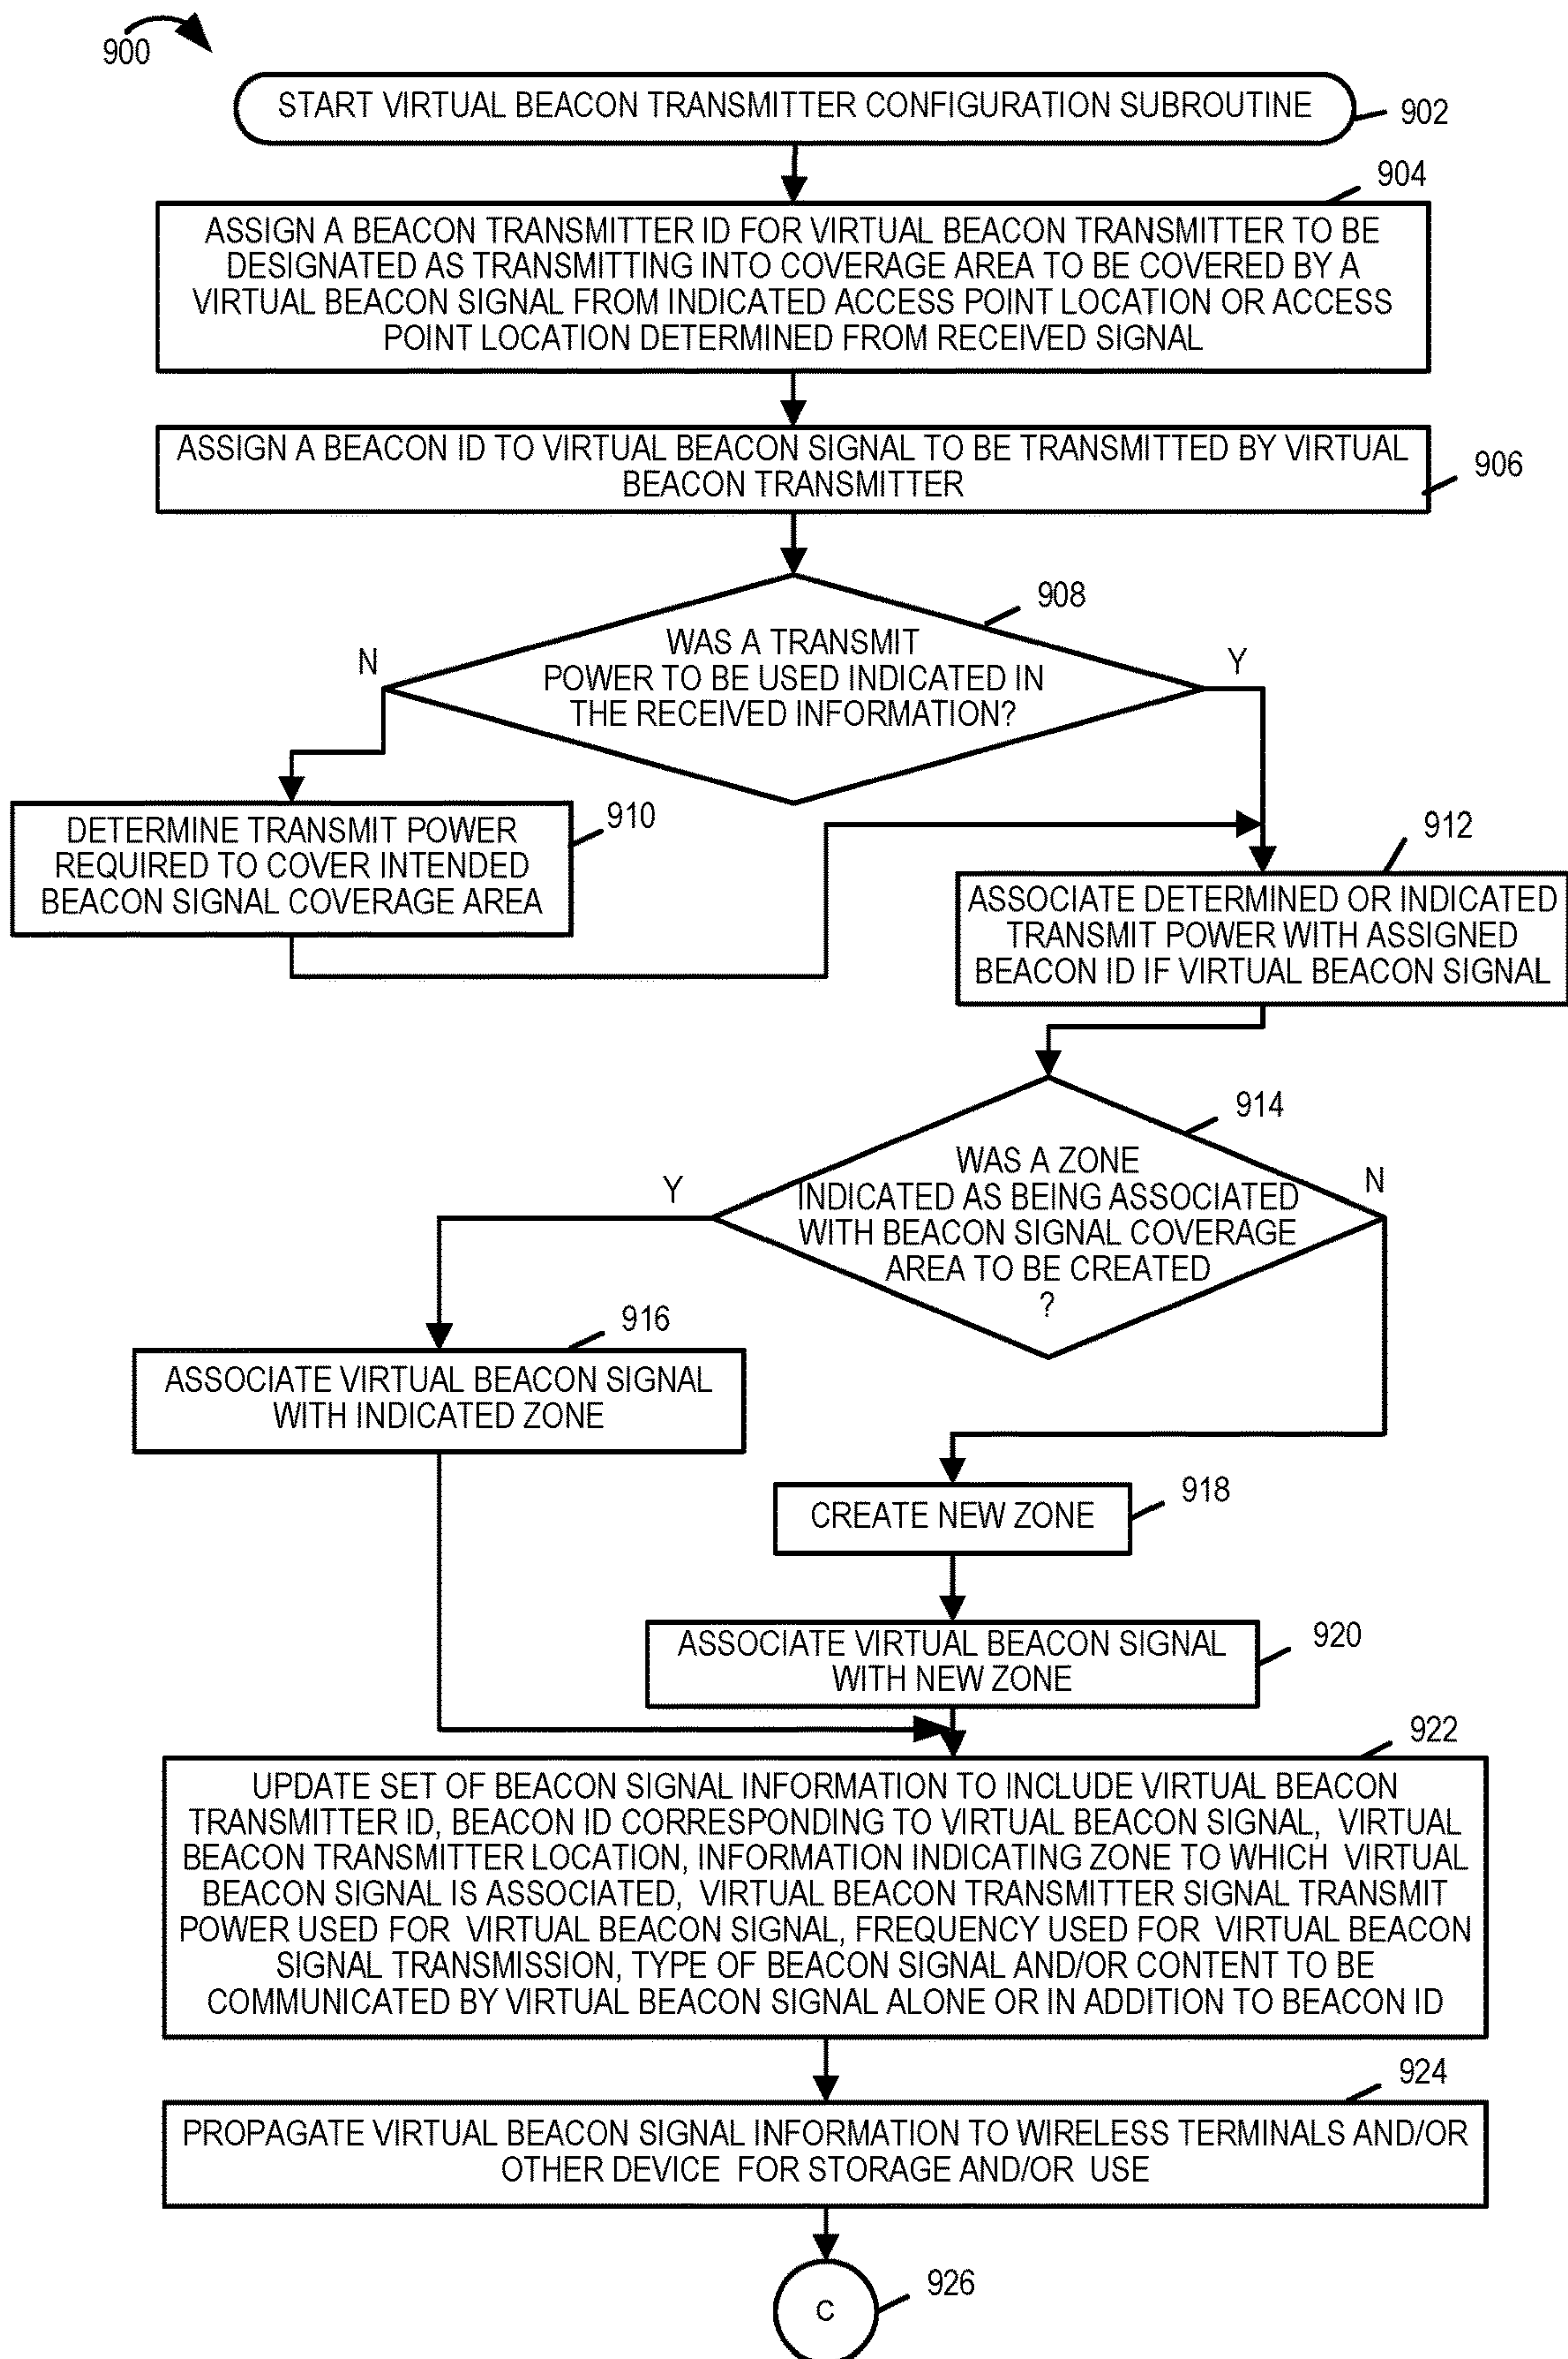 900
START VIRTUAL BEACON TRANSMITTER CONFIGURATION SUBROUTINE
902
904
ASSIGN A BEACON TRANSMITTER ID FOR VIRTUAL BEACON TRANSMITTER TO BE
DESIGNATED AS TRANSMITTING INTO COVERAGE AREA TO BE COVERED BY A
VIRTUAL BEACON SIGNAL FROM INDICATED ACCESS POINT LOCATION OR ACCESS
POINT LOCATION DETERMINED FROM RECEIVED SIGNAL
ASSIGN A BEACON ID TO VIRTUAL BEACON SIGNAL TO BE TRANSMITTED BY VIRTUAL
BEACON TRANSMITTER
906
908
WAS A TRANSMIT
POWER TO BE USED INDICATED IN
THE RECEIVED INFORMATION?
N
Y
910
DETERMINE TRANSMIT POWER
REQUIRED TO COVER INTENDED
BEACON SIGNAL COVERAGE AREA
912
ASSOCIATE DETERMINED OR INDICATED
TRANSMIT POWER WITH ASSIGNED
BEACON ID IF VIRTUAL BEACON SIGNAL
914
WAS A ZONE
INDICATED AS BEING ASSOCIATED
WITH BEACON SIGNAL COVERAGE
AREA TO BE CREATED
?
Y
N
916
ASSOCIATE VIRTUAL BEACON SIGNAL
WITH INDICATED ZONE
918
CREATE NEW ZONE
920
ASSOCIATE VIRTUAL BEACON SIGNAL
WITH NEW ZONE
922
UPDATE SET OF BEACON SIGNAL INFORMATION TO INCLUDE VIRTUAL BEACON
TRANSMITTER ID, BEACON ID CORRESPONDING TO VIRTUAL BEACON SIGNAL, VIRTUAL
BEACON TRANSMITTER LOCATION, INFORMATION INDICATING ZONE TO WHICH VIRTUAL
BEACON SIGNAL IS ASSOCIATED, VIRTUAL BEACON TRANSMITTER SIGNAL TRANSMIT
POWER USED FOR VIRTUAL BEACON SIGNAL, FREQUENCY USED FOR VIRTUAL BEACON
SIGNAL TRANSMISSION, TYPE OF BEACON SIGNAL AND/OR CONTENT TO BE
COMMUNICATED BY VIRTUAL BEACON SIGNAL ALONE OR IN ADDITION TO BEACON ID
924
PROPAGATE VIRTUAL BEACON SIGNAL INFORMATION TO WIRELESS TERMINALS AND/OR
OTHER DEVICE FOR STORAGE AND/OR USE
C
926